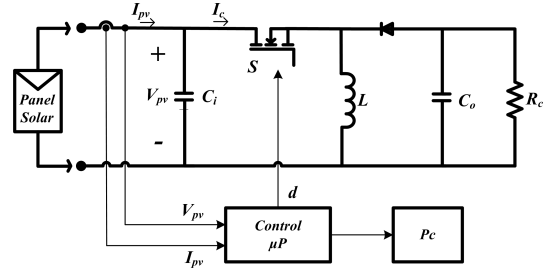 Ipv
Ic
+
S
Panel
Solar
Vpv
Ci
L
Co
Rc
-
d
Vpv
Control
µP
Pc
Ipv